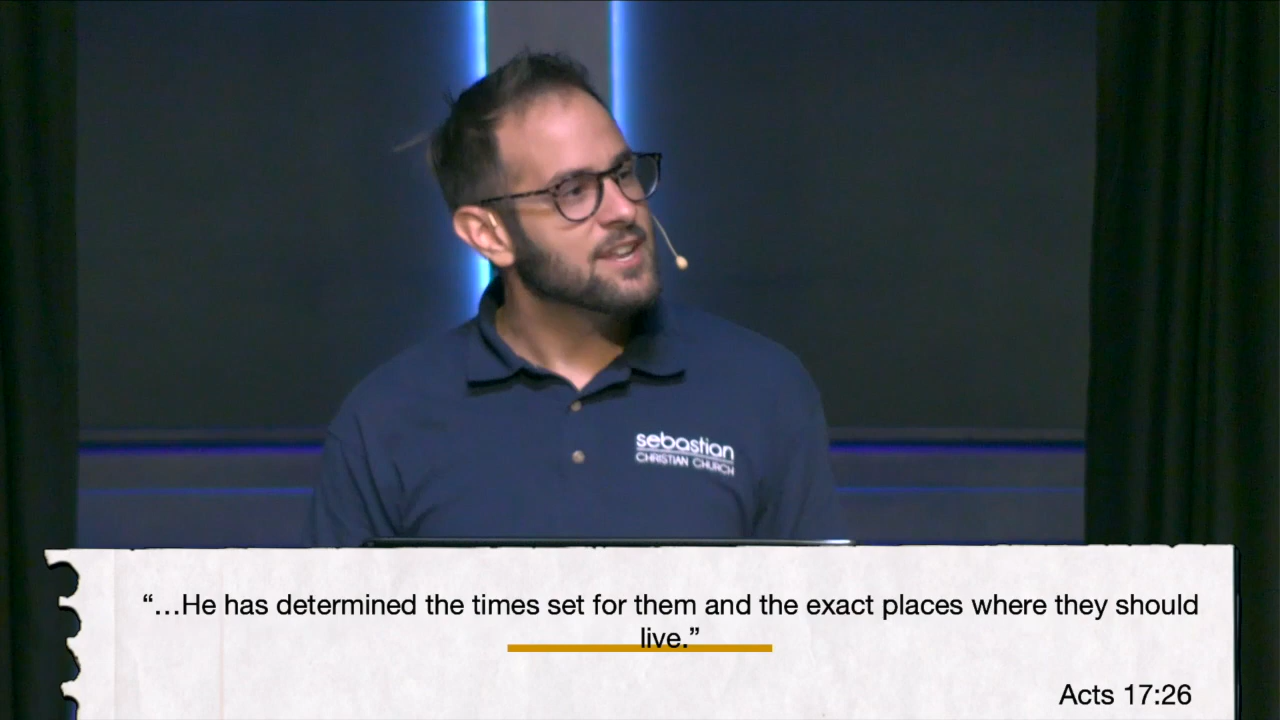 sebastian
CHRISTIAN CHURCH
“…He has determined the times set for them and the exact places where they should
live.”
Acts 17:26